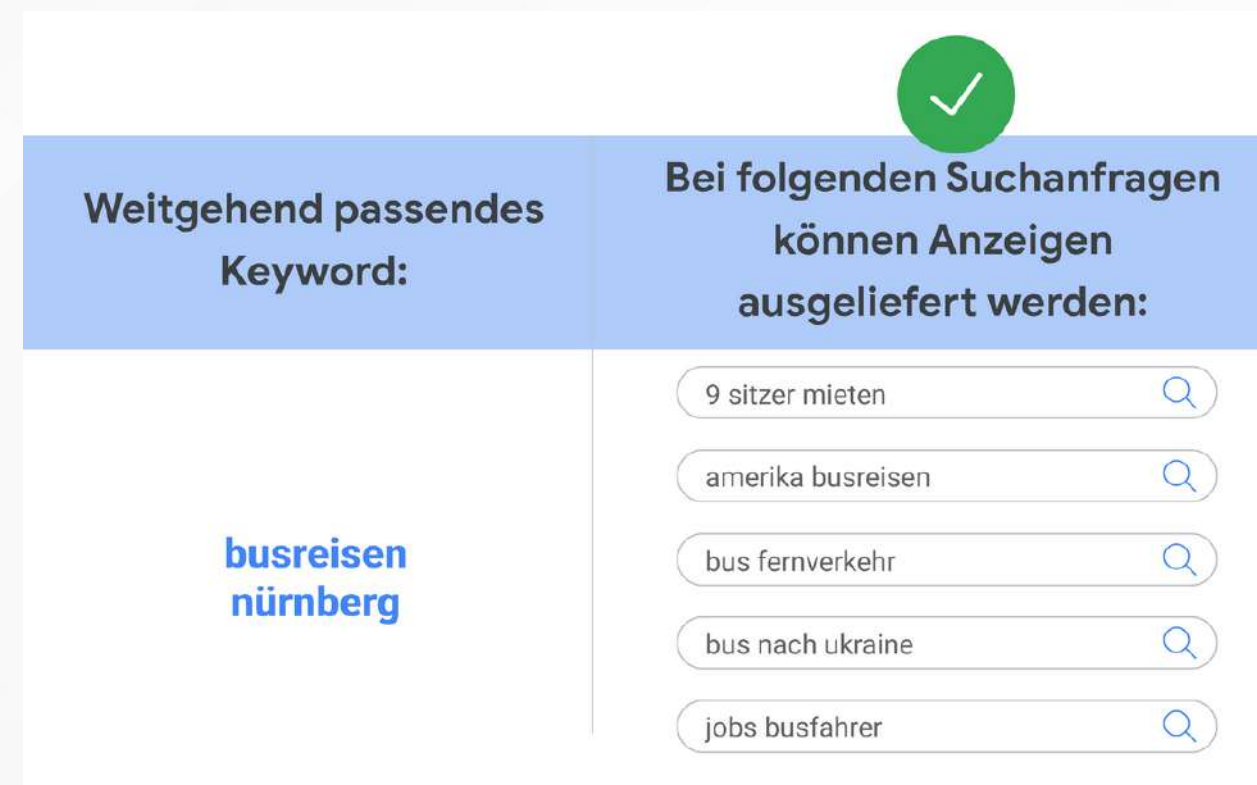 Weitgehend passendes
Keyword:
Bei folgenden Suchanfragen
können Anzeigen
ausgeliefert werden:
busreisen
nürnberg
9 sitzer mieten
amerika busreisen
bus fernverkehr
bus nach ukraine
jobs busfahrer